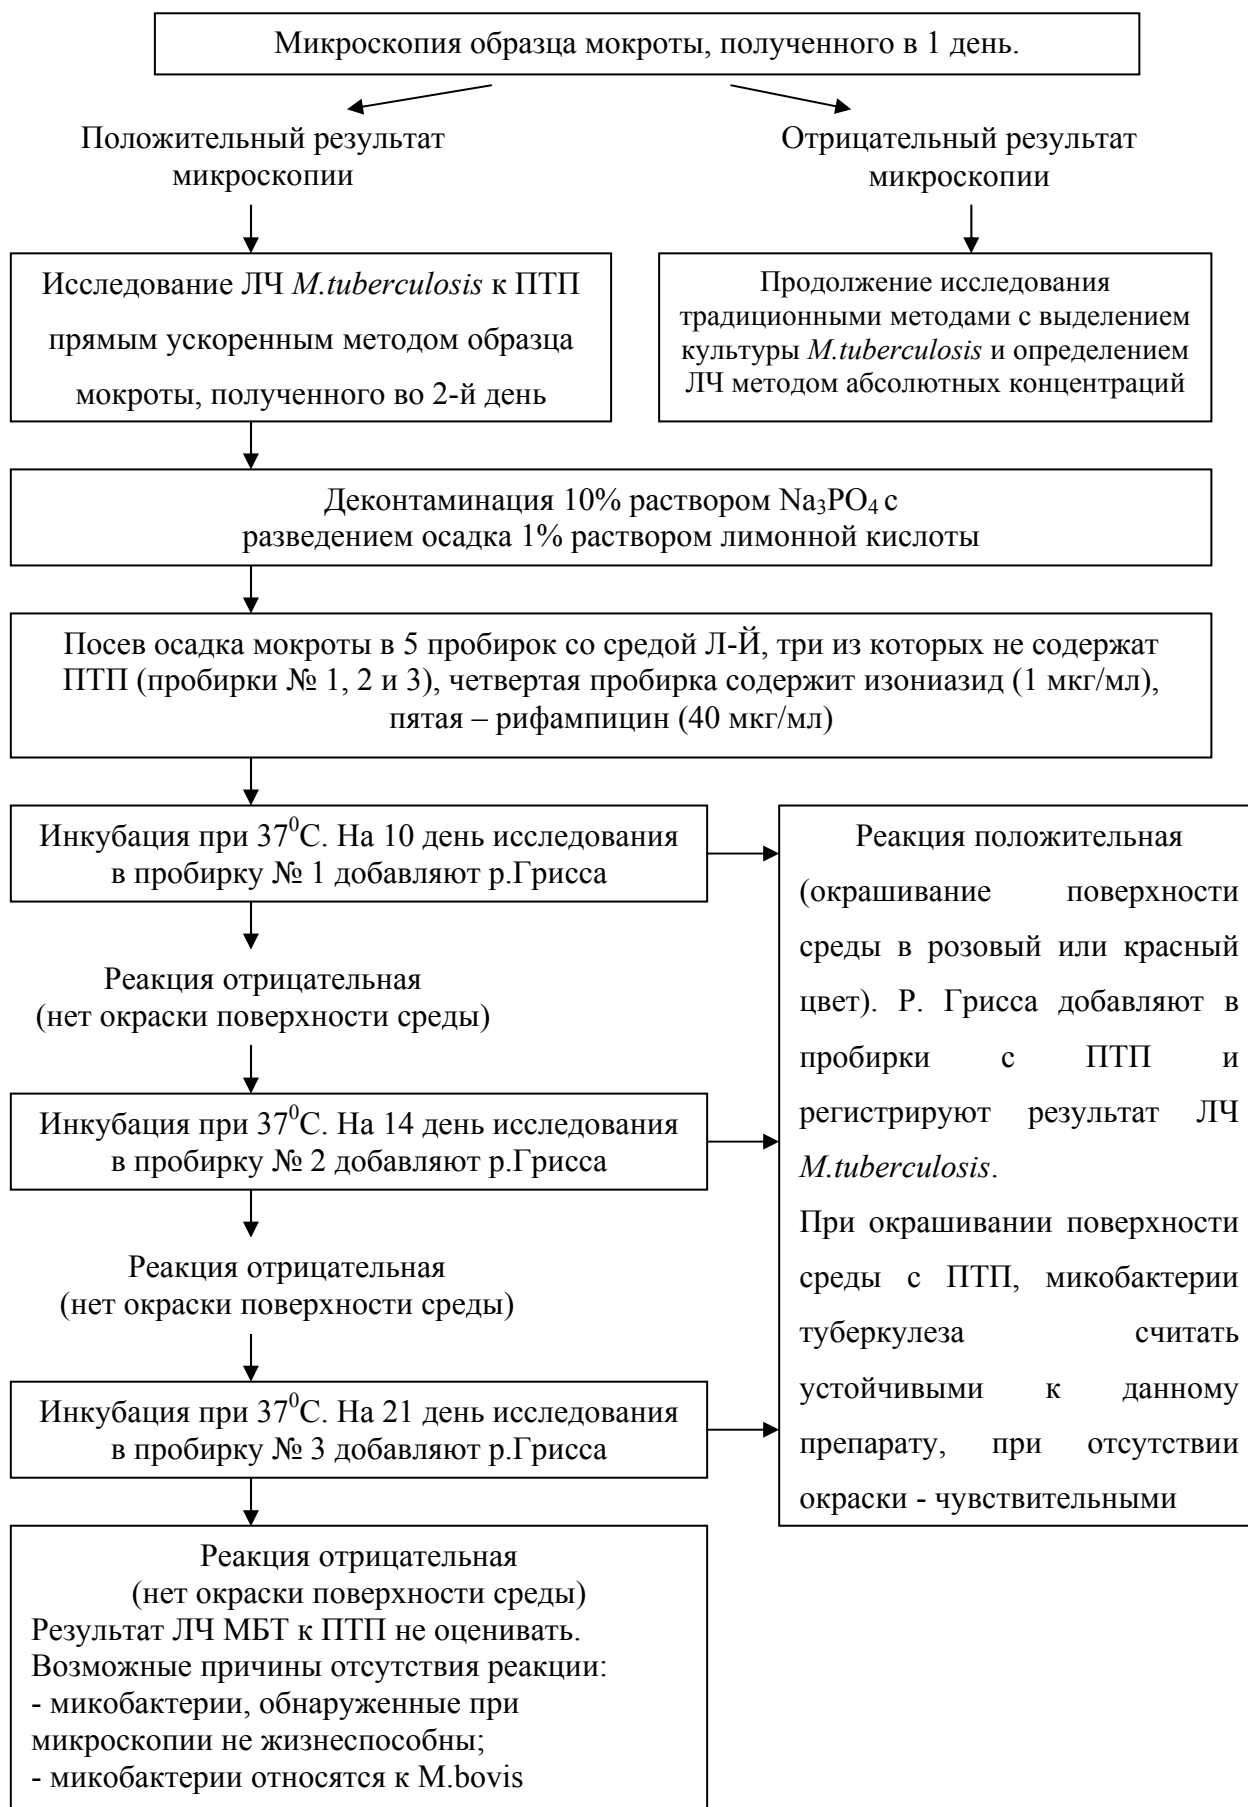 Микроскопия образца мокроты, полученного в 1 день.
Положительный результат
микроскопии
Отрицательный результат
микроскопии
Исследование ЛЧ M.tuberculosis к ПТП
прямым ускоренным методом образца
мокроты, полученного во 2-й день
Продолжение исследования
традиционными методами с выделением
культуры M.tuberculosis и определением
ЛЧ методом абсолютных концентраций
Деконтаминация 10% раствором Na₃PO₄ с
разведением осадка 1% раствором лимонной кислоты
Посев осадка мокроты в 5 пробирок со средой Л-Й, три из которых не содержат
ПТП (пробирки № 1, 2 и 3), четвертая пробирка содержит изониазид (1 мкг/мл),
пятая – рифампицин (40 мкг/мл)
Инкубация при 37⁰С. На 10 день исследования
в пробирку № 1 добавляют р.Грисса
Реакция отрицательная
(нет окраски поверхности среды)
Инкубация при 37⁰С. На 14 день исследования
в пробирку № 2 добавляют р.Грисса
Реакция отрицательная
(нет окраски поверхности среды)
Инкубация при 37⁰С. На 21 день исследования
в пробирку № 3 добавляют р.Грисса
Реакция отрицательная
(нет окраски поверхности среды)
Результат ЛЧ МБТ к ПТП не оценивать.
Возможные причины отсутствия реакции:
- микобактерии, обнаруженные при
микроскопии не жизнеспособны;
- микобактерии относятся к M.bovis
Реакция положительная
(окрашивание поверхности
среды в розовый или красный
цвет). Р. Грисса добавляют в
пробирки с ПТП и
регистрируют результат ЛЧ
M.tuberculosis.
При окрашивании поверхности
среды с ПТП, микобактерии
туберкулеза считать
устойчивыми к данному
препарату, при отсутствии
окраски - чувствительными